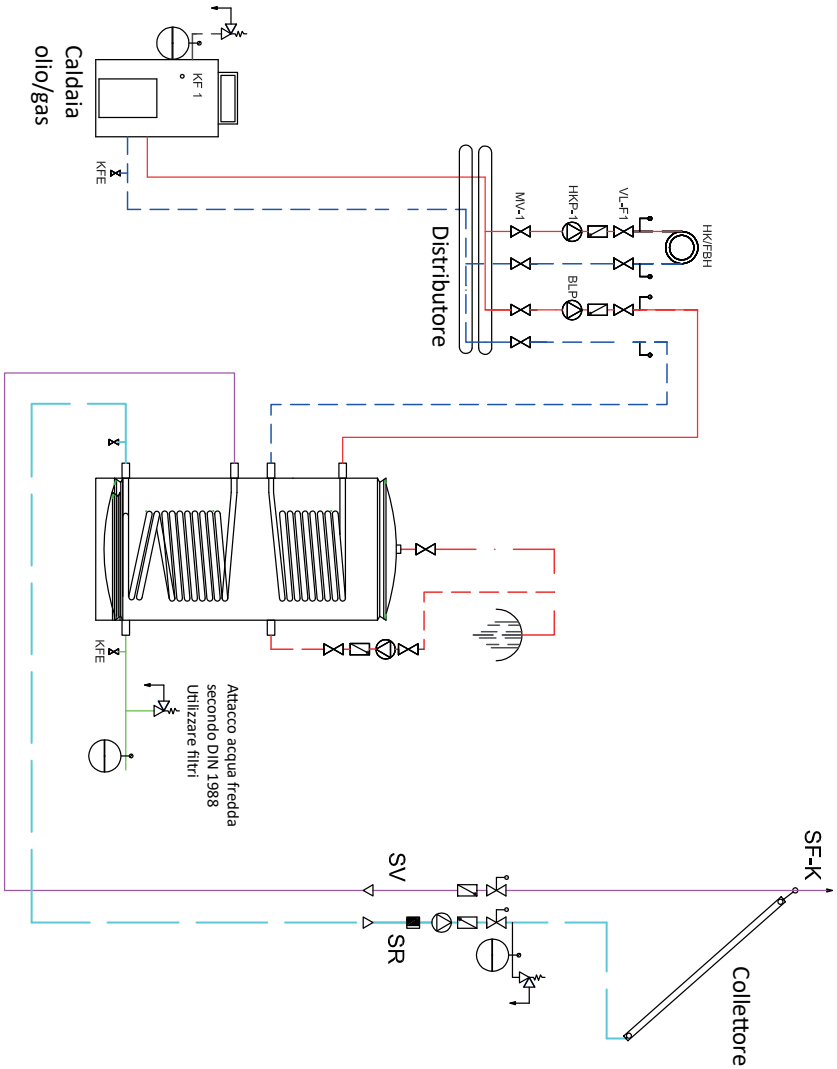 Caldaia
olio/gas
KF 1
KFE
Distributore
MV-1
HKP-1
VL-F1
HK/FBH
BLP
KFE
Attacco acqua fredda
secondo DIN 1988
Utilizzare filtri
SV
SR
SF-K
Collettore